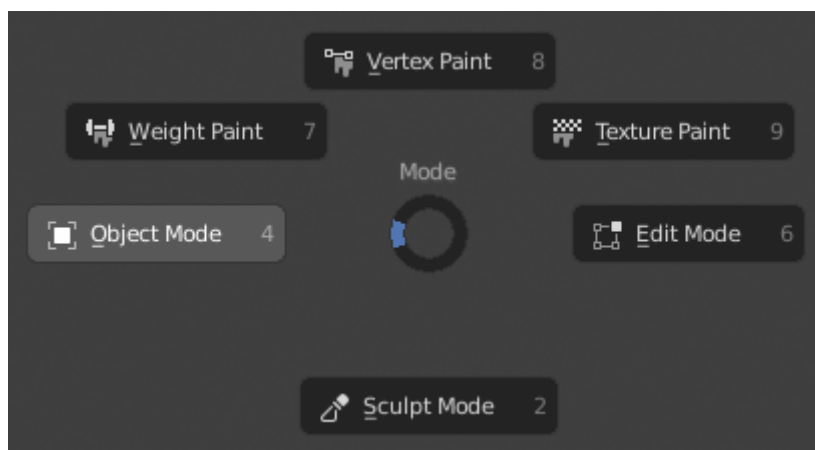 Vertex Paint 8
Weight Paint 7
Texture Paint 9
Mode
Object Mode 4
Edit Mode 6
Sculpt Mode 2